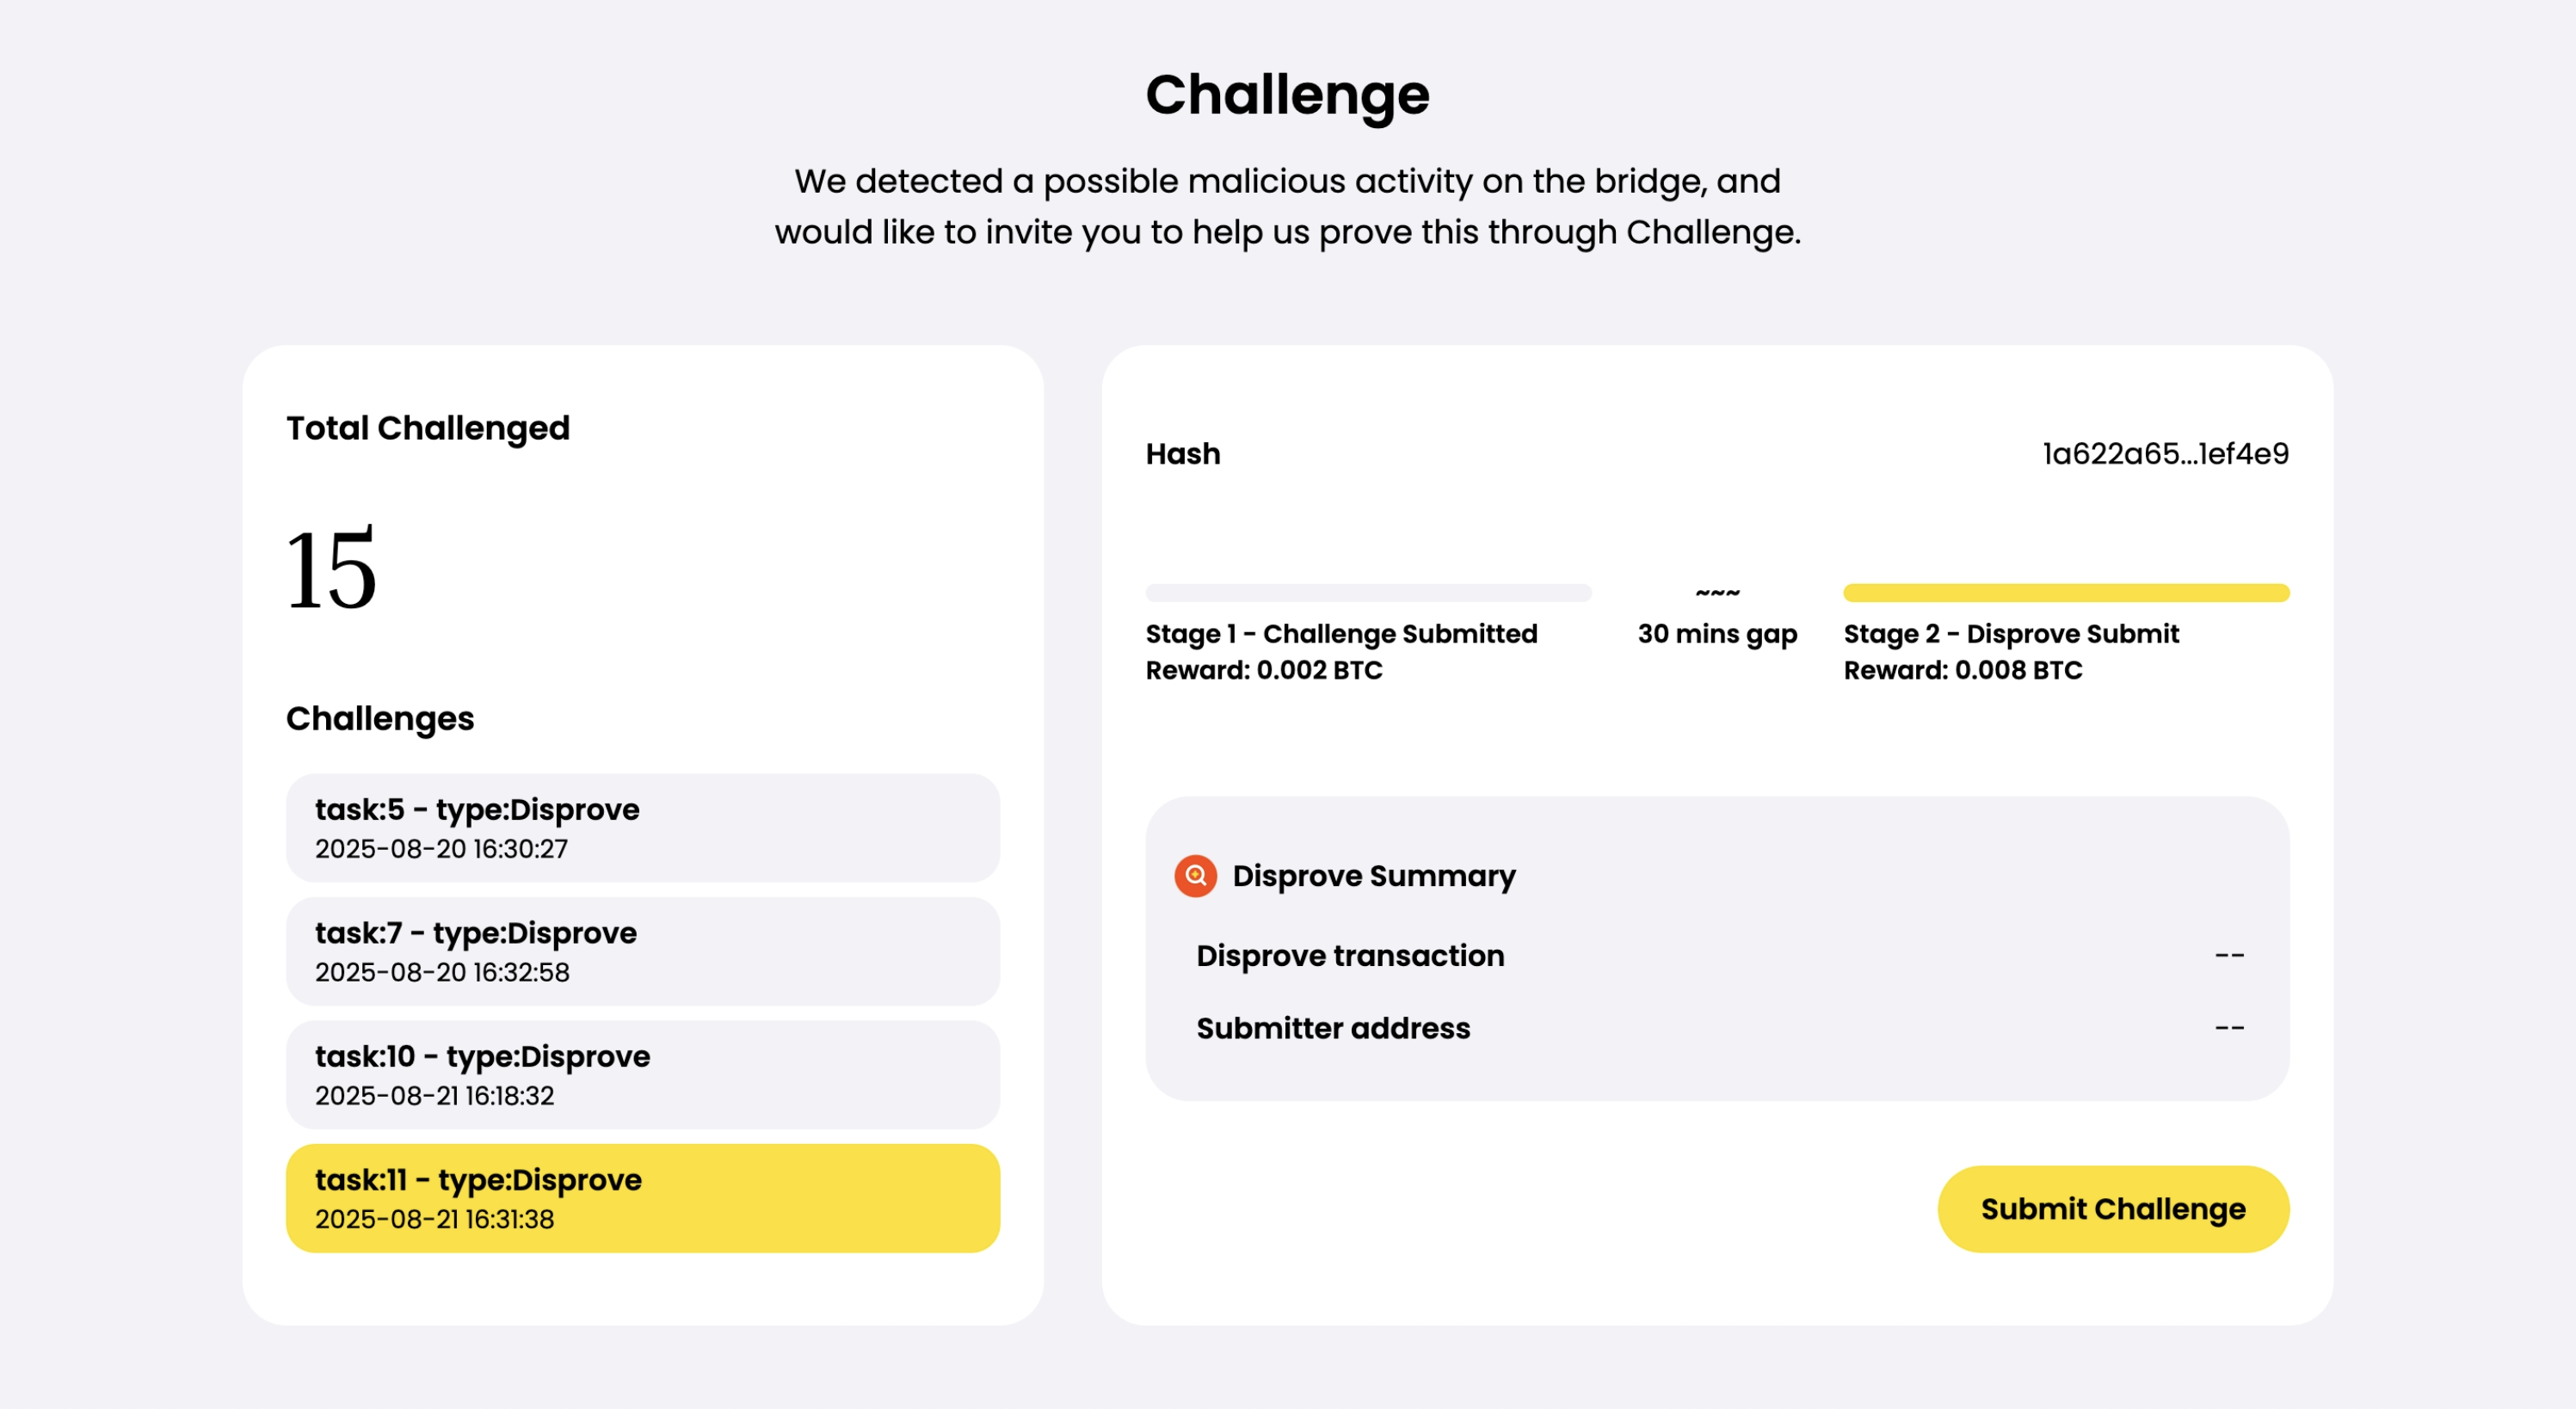 Challenge
We detected a possible malicious activity on the bridge, and
would like to invite you to help us prove this through Challenge.
Total Challenged
15
Challenges
task:5 - type:Disprove
2025-08-20 16:30:27
task:7 - type:Disprove
2025-08-20 16:32:58
task:10 - type:Disprove
2025-08-21 16:18:32
task:11 - type:Disprove
2025-08-21 16:31:38
Hash 1a622a65...1ef4e9
~~~
Stage 1 - Challenge Submitted 30 mins gap Stage 2 - Disprove Submit
Reward: 0.002 BTC Reward: 0.008 BTC
Disprove Summary
Disprove transaction --
Submitter address --
Submit Challenge